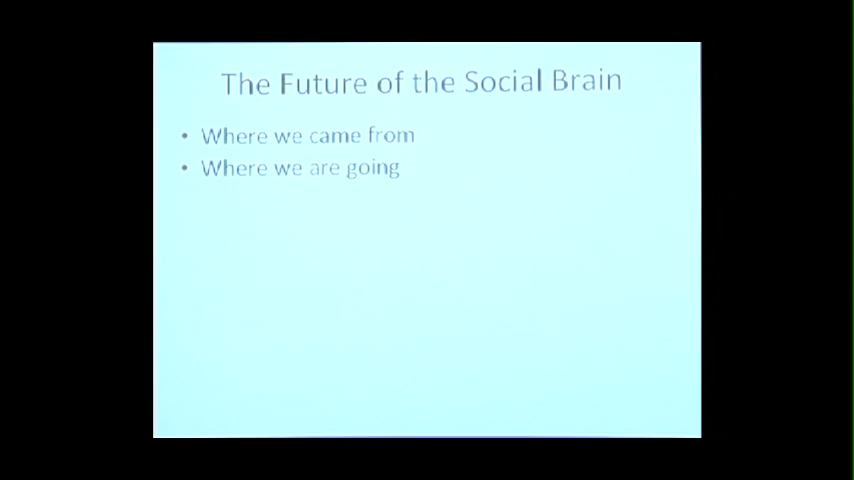 The Future of the Social Brain
• Where we came from
• Where we are going